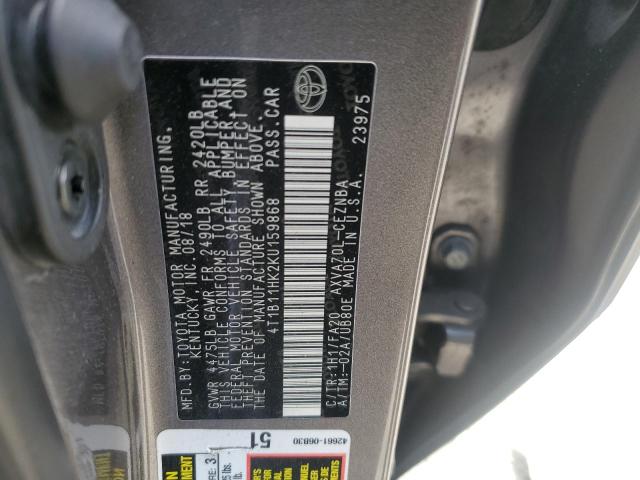 MFD.BY:TOYOTA MOTOR MANUFACTURING,
KENTUCKY, INC. 08/18
GVWR 4475LB GAWR FR. 2490LB. RR. 2420LB
THIS VEHICLE CONFORMS TO ALL APPLICABLE
FEDERAL MOTOR VEHICLE SAFETY, BUMPER, AND
THEFT PREVENTION STANDARDS IN EFFECT ON
THE DATE OF MANUFACTURE SHOWN ABOVE.
4T1B11HK2KU159868 PASS.CAR
C/TR:1H1/FA20 AXVA70L-CEZNBA
A/TM:-02A/UB80E MADE IN U.S.A.
23975
51
42661-06B30